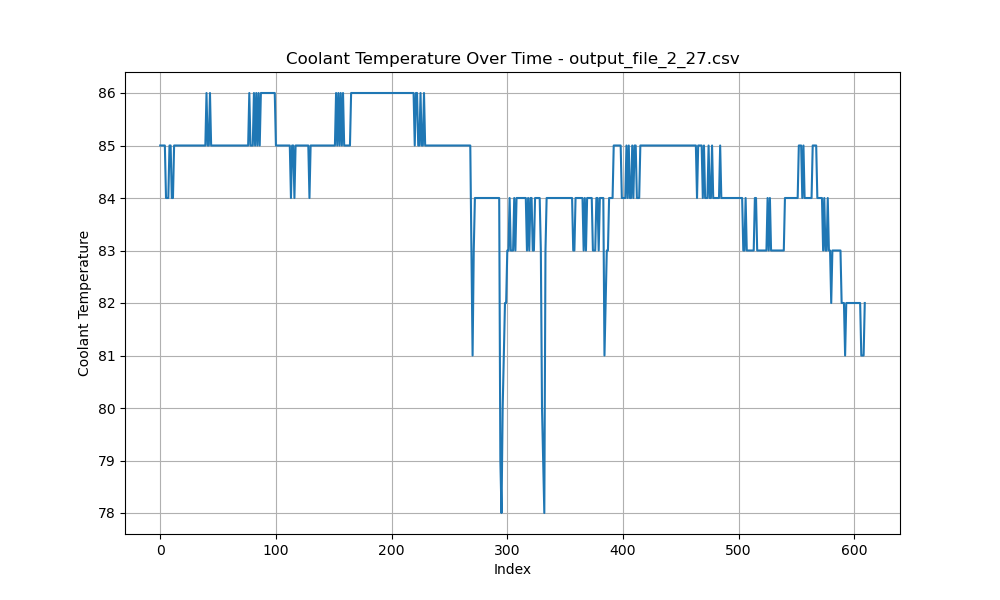 Coolant Temperature Over Time - output_file_2_27.csv
86
85
84
83
82
81
80
79
78
Coolant Temperature
0 100 200 300 400 500 600
Index